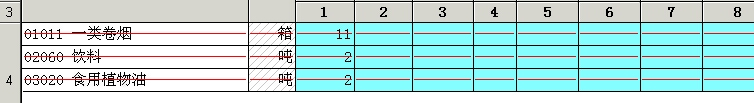 3 1 2 3 4 5 6 7 8
01011 一类卷烟 箱 11
02060 饮料 吨 2
4 03020 食用植物油 吨 2